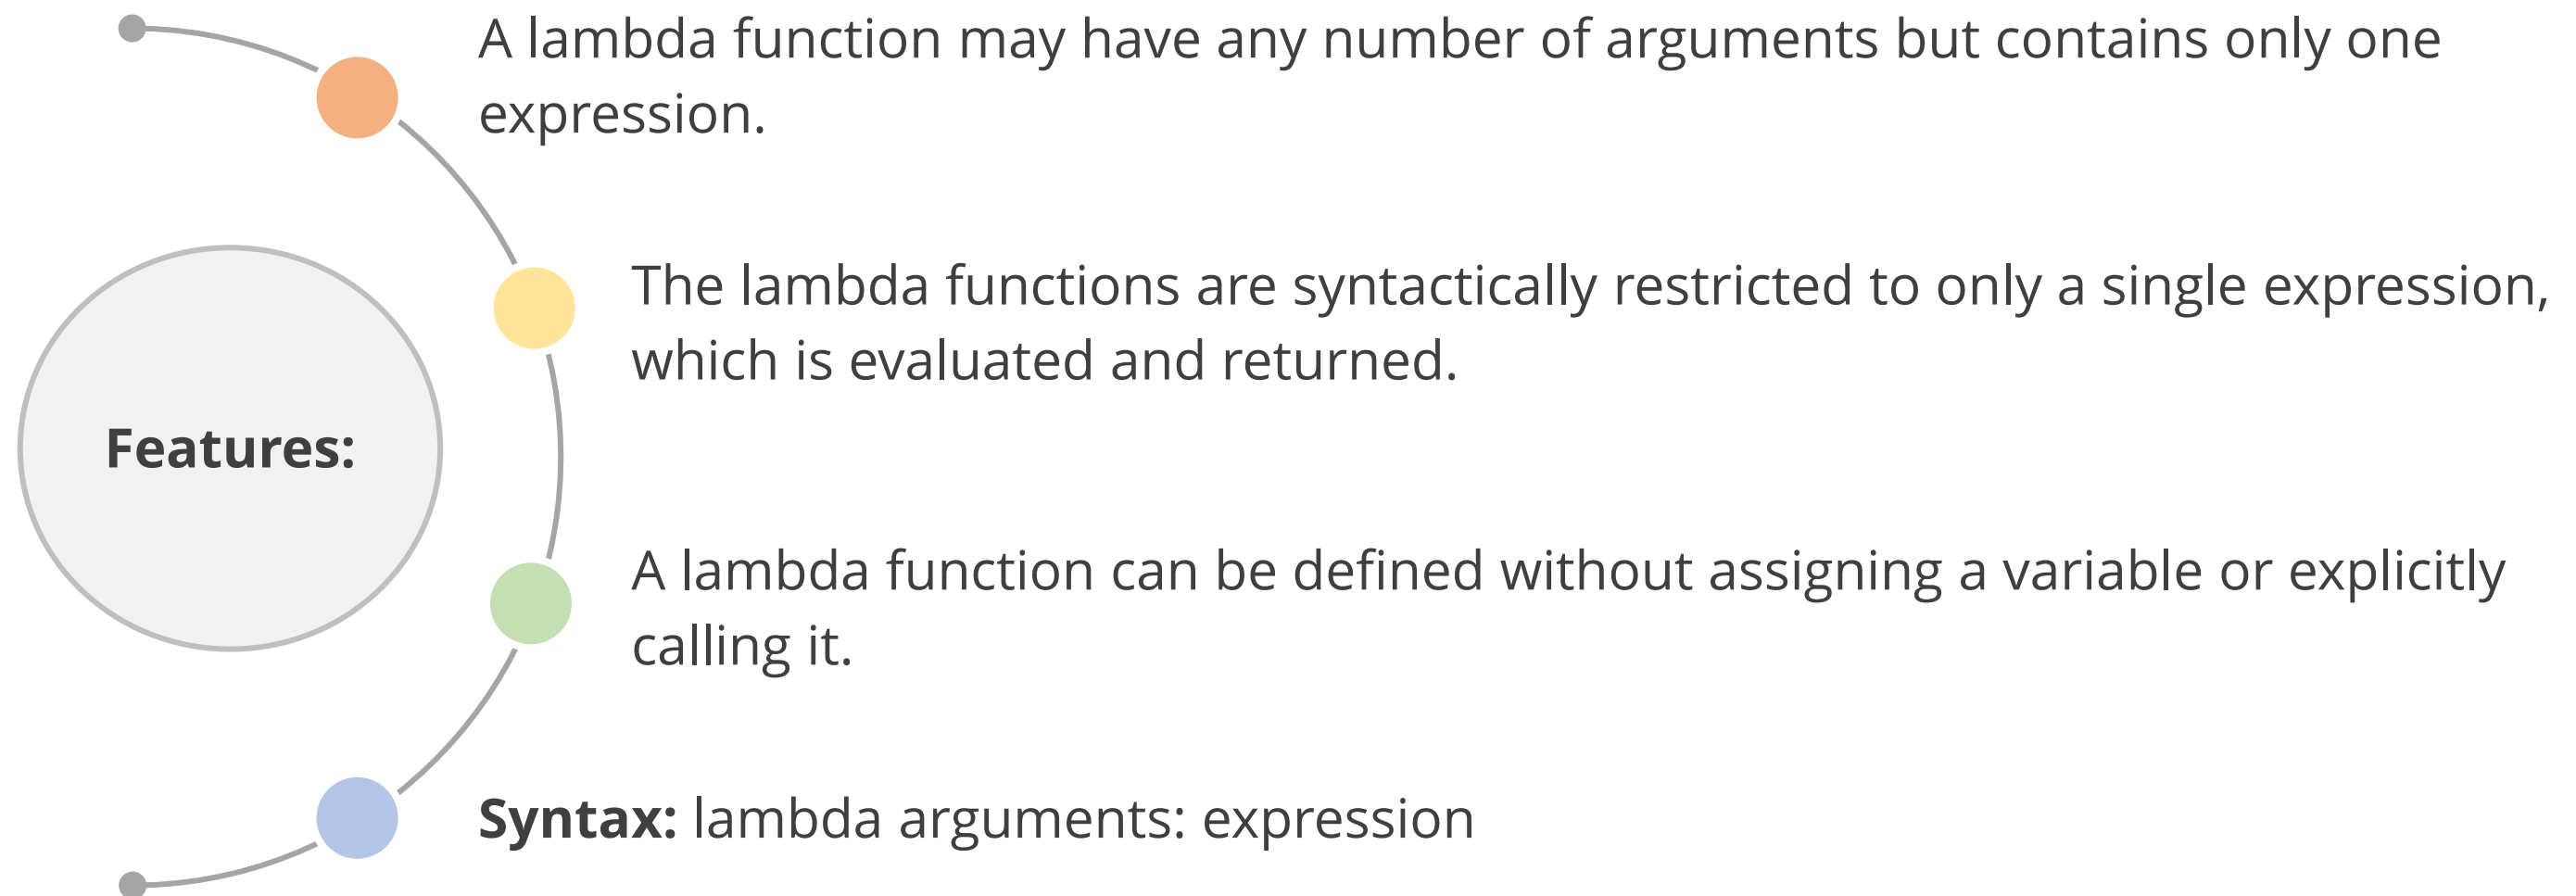 A lambda function may have any number of arguments but contains only one
expression.
The lambda functions are syntactically restricted to only a single expression,
which is evaluated and returned.
Features:
A lambda function can be defined without assigning a variable or explicitly
calling it.
Syntax: lambda arguments: expression